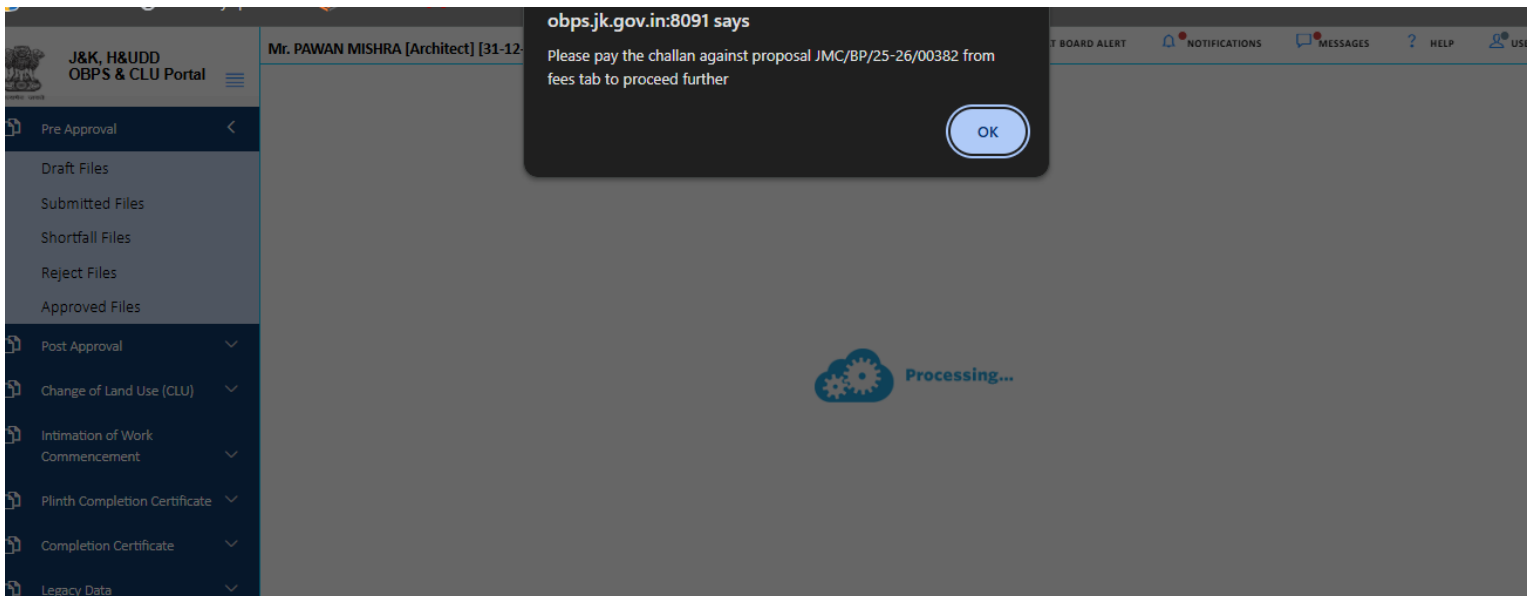 obps.jk.gov.in:8091 says
Please pay the challan against proposal JMC/BP/25-26/00382 from
fees tab to proceed further
OK
J&K, H&UDD
OBPS & CLU Portal
Mr. PAWAN MISHRA [Architect] [31-12-
T BOARD ALERT
NOTIFICATIONS
MESSAGES
? HELP
USE
Pre Approval
Draft Files
Submitted Files
Shortfall Files
Reject Files
Approved Files
Post Approval
Change of Land Use (CLU)
Intimation of Work
Commencement
Plinth Completion Certificate
Completion Certificate
Legacy Data
Processing...